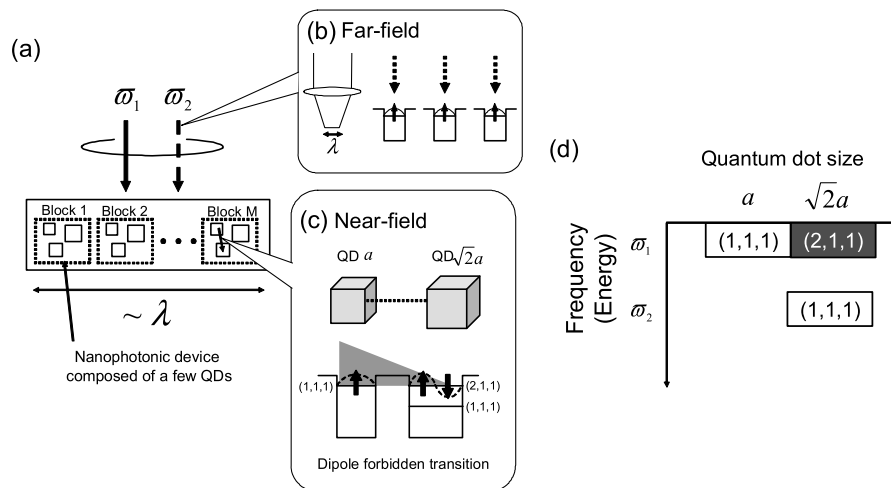 (a)
ϖ₁
ϖ₂
Block 1
Block 2
• • •
Block M
~ λ
Nanophotonic device
composed of a few QDs
(b) Far-field
λ
(c) Near-field
QD a
QD √2a
(1,1,1)
(2,1,1)
(1,1,1)
Dipole forbidden transition
(d)
Quantum dot size
a
√2a
Frequency
(Energy)
ϖ₁
(1,1,1)
(2,1,1)
ϖ₂
(1,1,1)